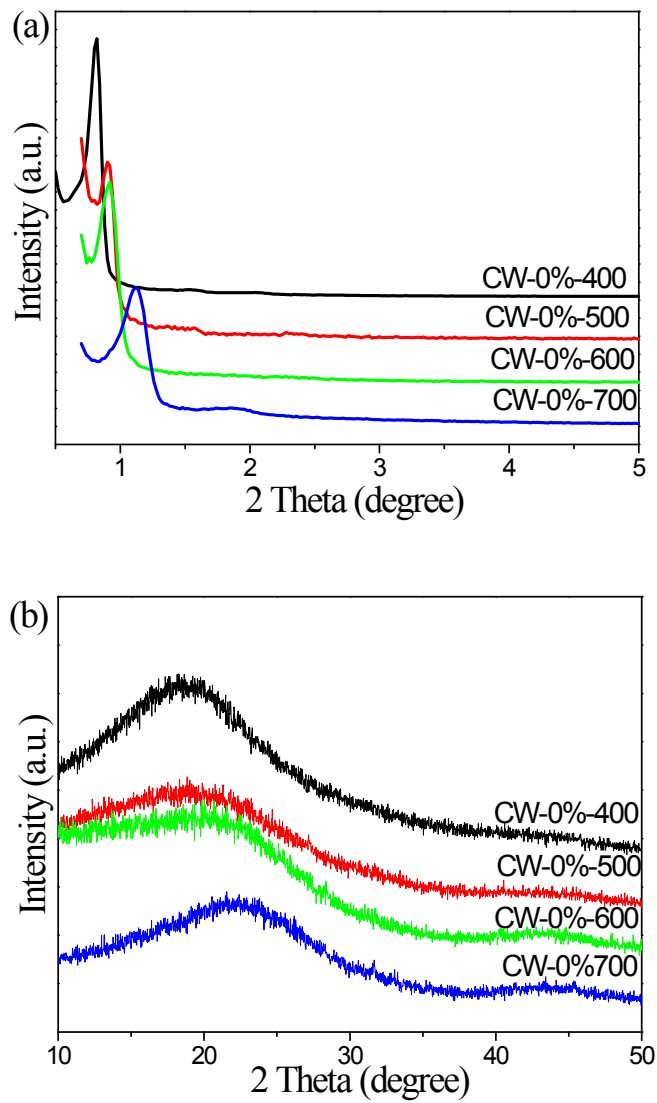 (a)
Intensity (a.u.)
CW-0%-400
CW-0%-500
CW-0%-600
CW-0%-700
1 2 3 4 5
2 Theta (degree)
(b)
Intensity (a.u.)
CW-0%-400
CW-0%-500
CW-0%-600
CW-0%700
10 20 30 40 50
2 Theta (degree)